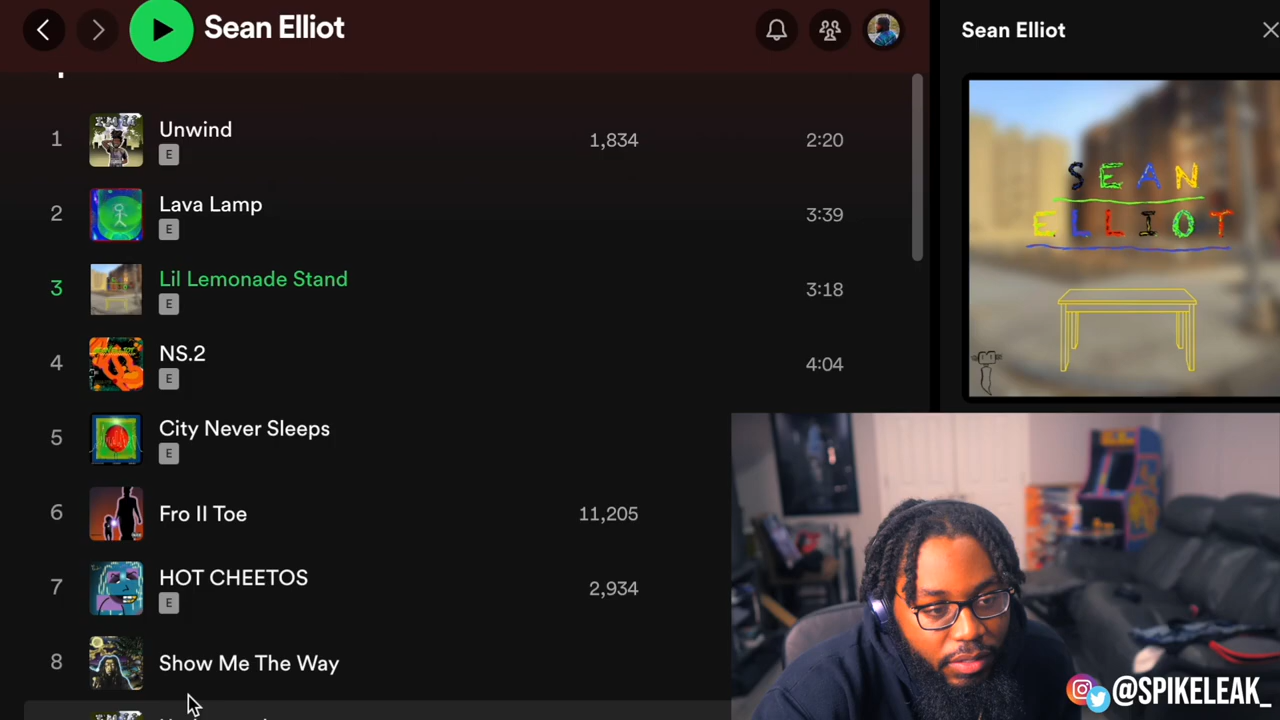 Sean Elliot
Sean Elliot
1 Unwind 1,834 2:20
E
2 Lava Lamp 3:39
E
3 Lil Lemonade Stand 3:18
E
4 NS.2 4:04
E
5 City Never Sleeps
E
6 Fro II Toe 11,205
7 HOT CHEETOS 2,934
E
8 Show Me The Way
SEAN
ELLIOT
@SPIKELEAK_